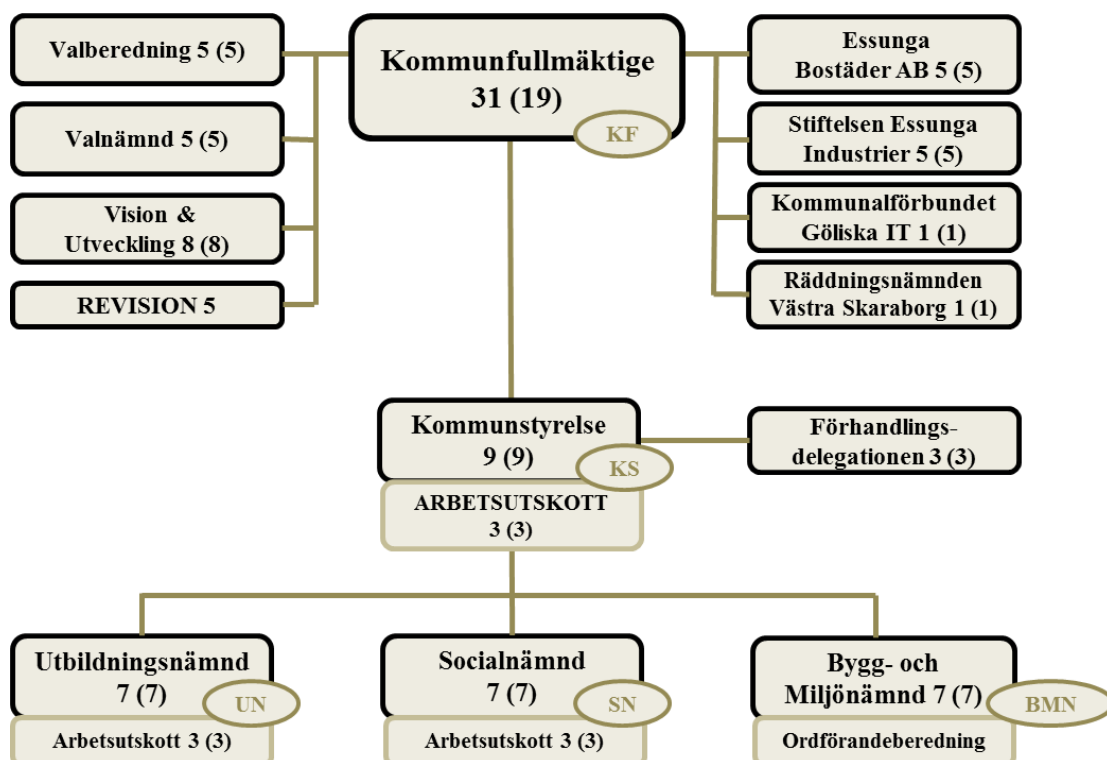 Valberedning 5 (5)
Valnämnd 5 (5)
Vision &
Utveckling 8 (8)
REVISION 5
Kommunfullmäktige
31 (19)
KF
Essunga
Bostäder AB 5 (5)
Stiftelsen Essunga
Industrier 5 (5)
Kommunalförbundet
Göliska IT 1 (1)
Räddningsnämnden
Västra Skaraborg 1 (1)
Kommunstyrelse
9 (9)
KS
ARBETSUTSKOTT
3 (3)
Förhandlings-
delegationen 3 (3)
Utbildningsnämnd
7 (7)
UN
Arbetsutskott 3 (3)
Socialnämnd
7 (7)
SN
Arbetsutskott 3 (3)
Bygg- och
Miljönämnd 7 (7)
BMN
Ordförandeberedning